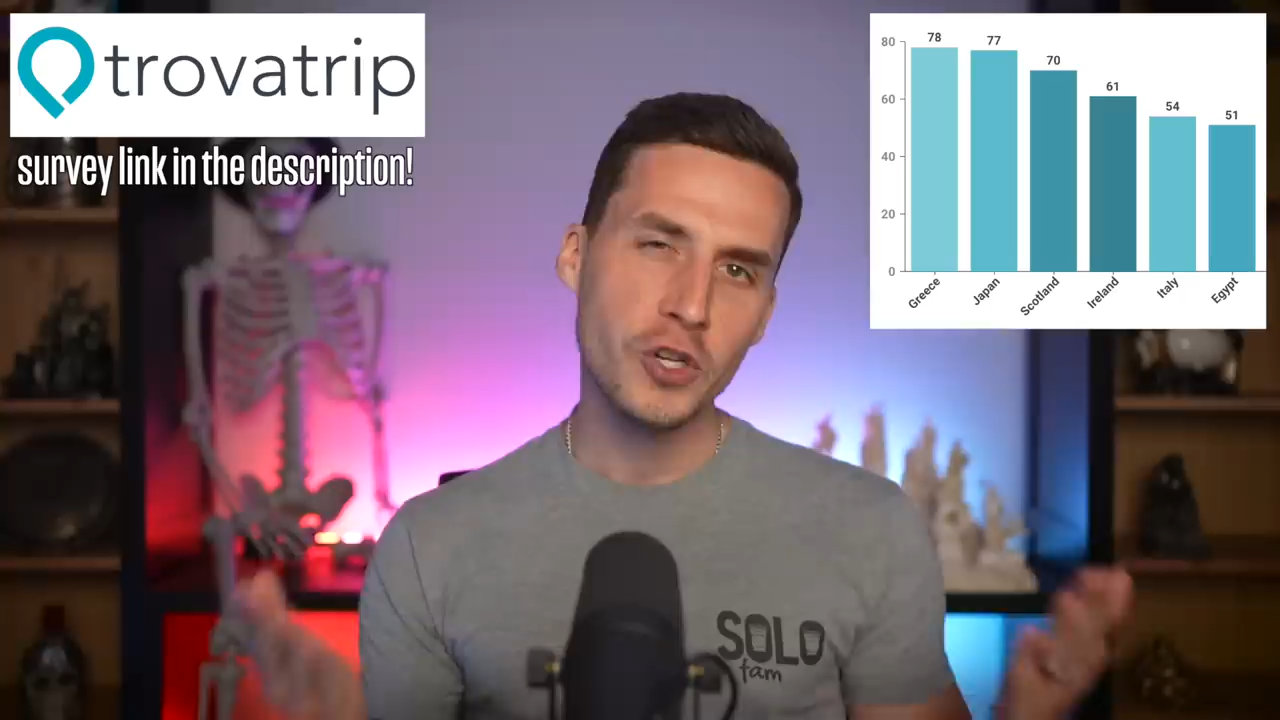 trovatrip
survey link in the description!
80
60
40
20
0
78
77
70
61
54
51
Greece
Japan
Scotland
Ireland
Italy
Egypt
SOLO
fam